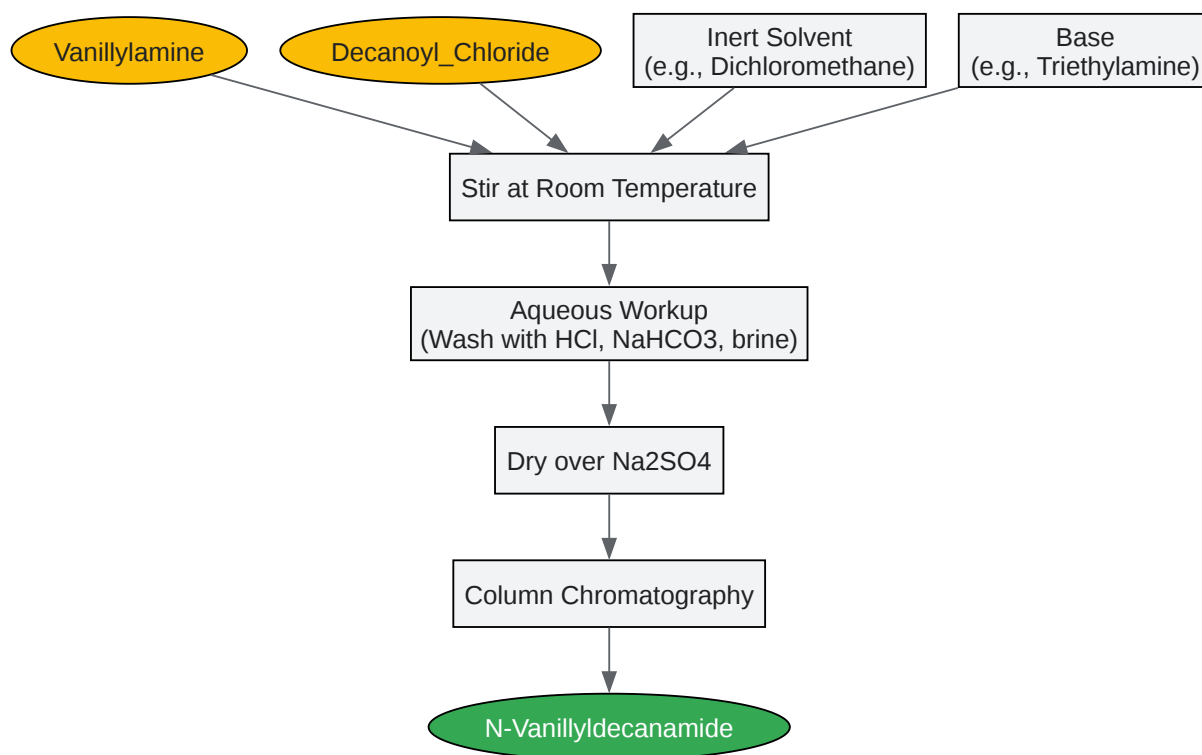 Vanillylamine
Decanoyl_Chloride
Inert Solvent
(e.g., Dichloromethane)
Base
(e.g., Triethylamine)
Stir at Room Temperature
Aqueous Workup
(Wash with HCl, NaHCO3, brine)
Dry over Na2SO4
Column Chromatography
N-Vanillyldecanamide